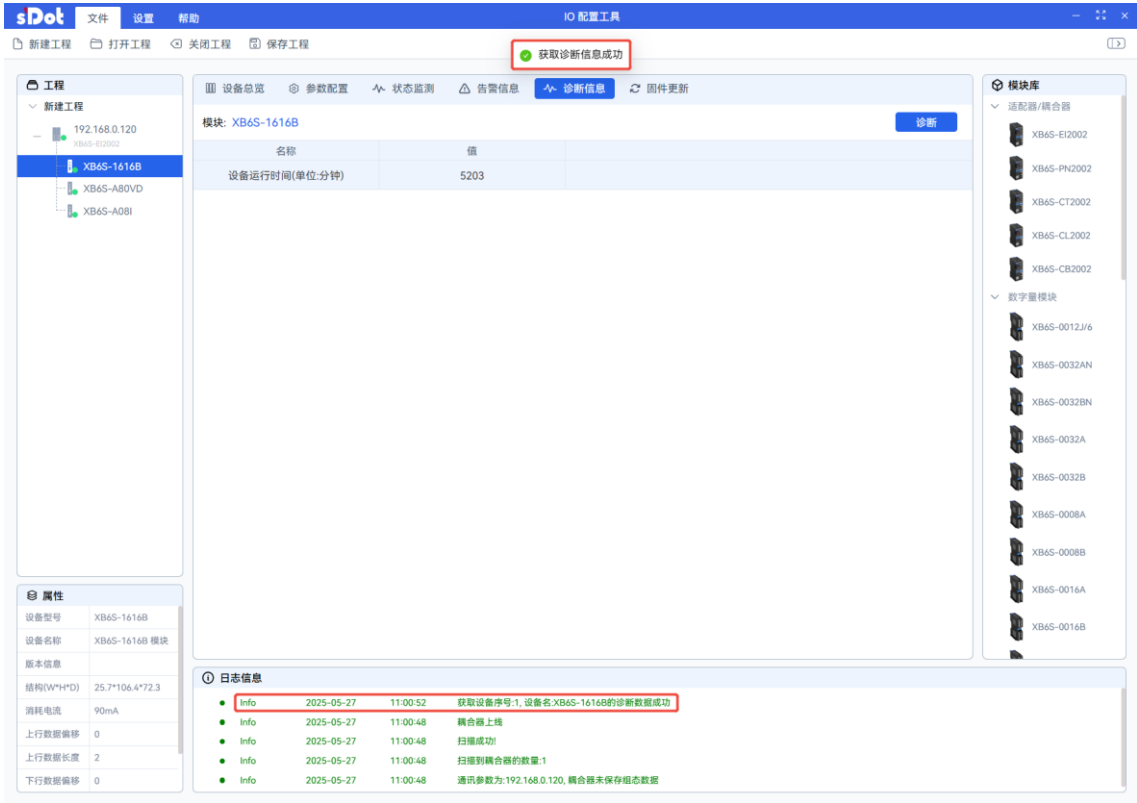 sDot 文件 设置 帮助 IO 配置工具
新建工程 打开工程 关闭工程 保存工程
获取诊断信息成功
工程
新建工程
192.168.0.120
XB6S-EI2002
XB6S-1616B
XB6S-A80VD
XB6S-A08I
设备总览 参数配置 状态监测 告警信息 诊断信息 固件更新
模块: XB6S-1616B 诊断
名称 值
设备运行时间(单位:分钟) 5203
模块库
适配器/耦合器
XB6S-EI2002
XB6S-PN2002
XB6S-CT2002
XB6S-CL2002
XB6S-CB2002
数字量模块
XB6S-0012J/6
XB6S-0032AN
XB6S-0032BN
XB6S-0032A
XB6S-0032B
XB6S-0008A
XB6S-0008B
XB6S-0016A
XB6S-0016B
属性
设备型号 XB6S-1616B
设备名称 XB6S-1616B 模块
版本信息
结构(W*H*D) 25.7*106.4*72.3
消耗电流 90mA
上行数据偏移 0
上行数据长度 2
下行数据偏移 0
日志信息
Info 2025-05-27 11:00:52 获取设备序号:1, 设备名:XB6S-1616B的诊断数据成功
Info 2025-05-27 11:00:48 耦合器上线
Info 2025-05-27 11:00:48 扫描成功!
Info 2025-05-27 11:00:48 扫描到耦合器的数量:1
Info 2025-05-27 11:00:48 通讯参数为:192.168.0.120, 耦合器未保存组态数据